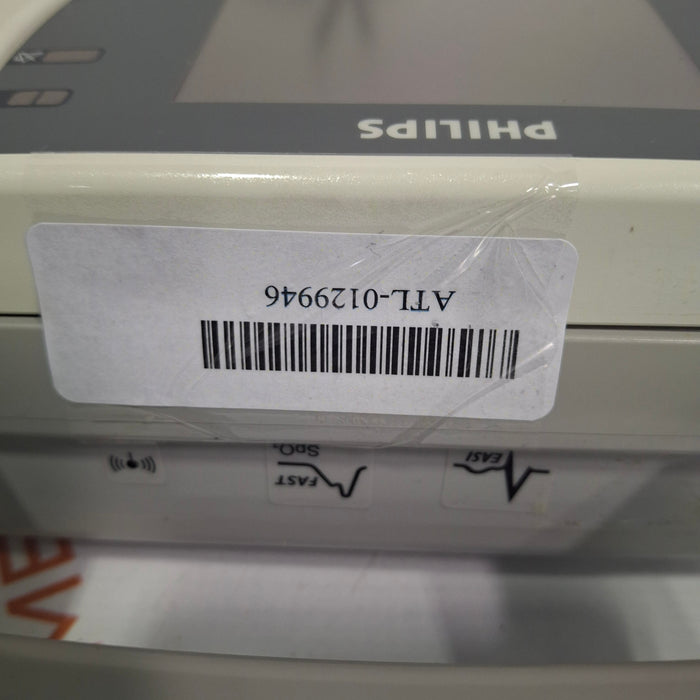 EASI
FAST
SpO₂
ATL-0129946
PHILIPS